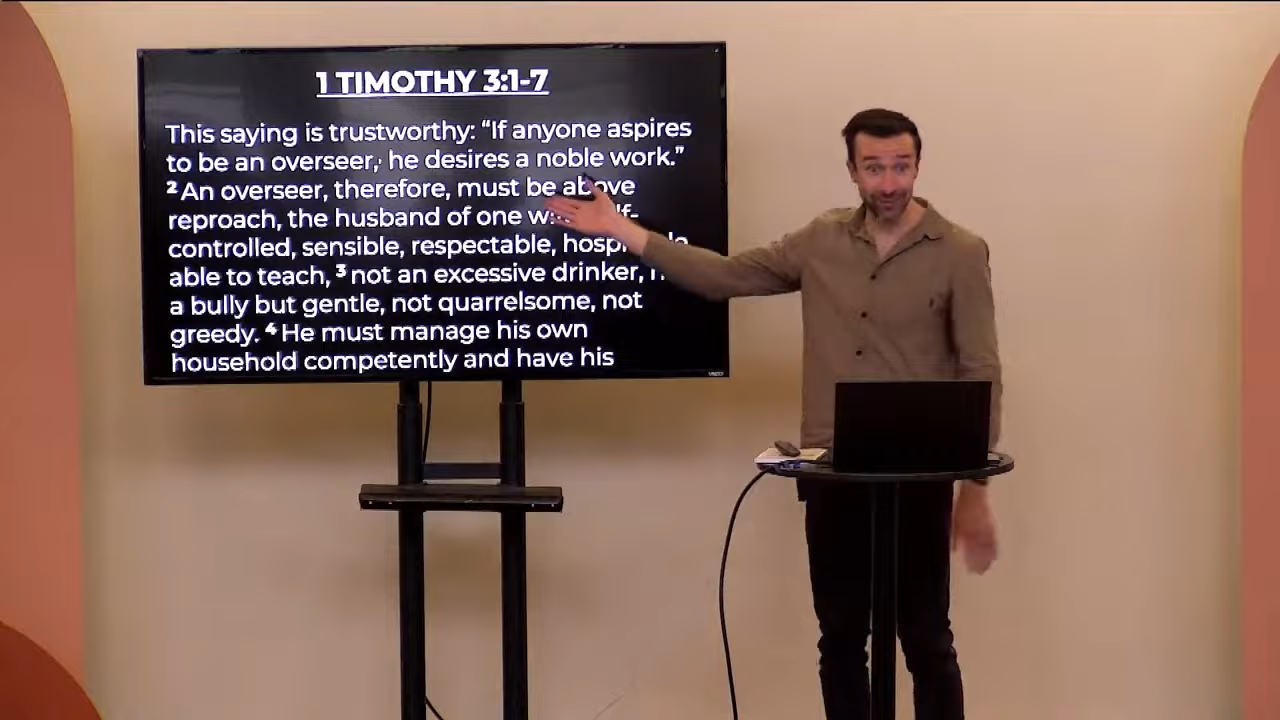 1 TIMOTHY 3:1-7
This saying is trustworthy: “If anyone aspires
to be an overseer, he desires a noble work.”
2 An overseer, therefore, must be above
reproach, the husband of one
controlled, sensible, respectable,
able to teach, 3 not an excessive drinker,
a bully but gentle, not quarrelsome, not
greedy. 4 He must manage his own
household competently and have his